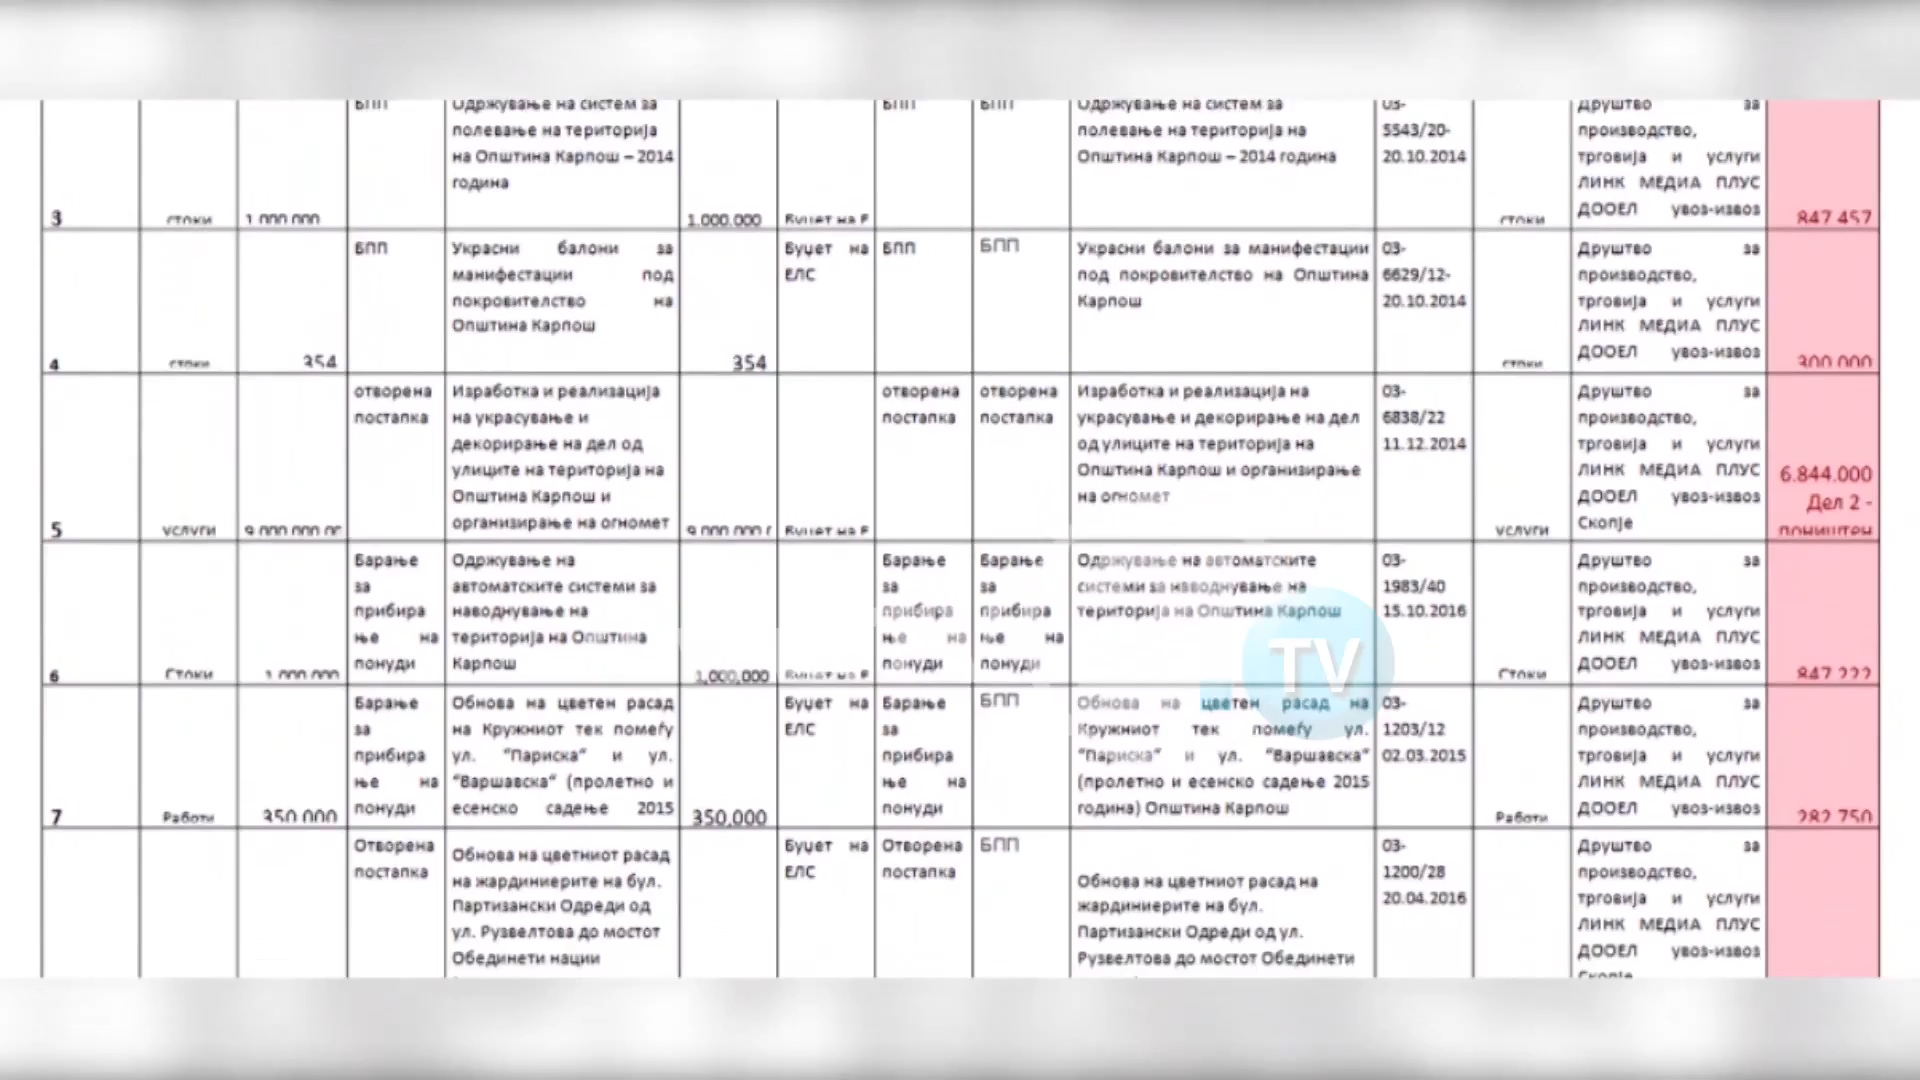 БПП
Одржување на систем за
полевање на територија
на Општина Карпош – 2014
година
БПП
БПП
Одржување на систем за
полевање на територија на
Општина Карпош – 2014 година
03-
5543/20-
20.10.2014
Друштво за
производство,
трговија и услуги
ЛИНК МЕДИА ПЛУС
ДООЕЛ увоз-извоз
3
стоки
1.000.000
1.000.000
Буџет на Е
стоки
847.457
БПП
Украсни балони за
манифестации под
покровителство на
Општина Карпош
Буџет на
ЕЛС
БПП
БПП
Украсни балони за манифестации
под покровителство на Општина
Карпош
03-
6629/12-
20.10.2014
Друштво за
производство,
трговија и услуги
ЛИНК МЕДИА ПЛУС
ДООЕЛ увоз-извоз
4
стоки
354
354
стоки
300.000
отворена
постапка
Изработка и реализација
на украсување и
декорирање на дел од
улиците на територија на
Општина Карпош и
организирање на огномет
отворена
постапка
отворена
постапка
Изработка и реализација на
украсување и декорирање на дел
од улиците на територија на
Општина Карпош и организирање
на огномет
03-
6838/22
11.12.2014
Друштво за
производство,
трговија и услуги
ЛИНК МЕДИА ПЛУС
ДООЕЛ увоз-извоз
Скопје
6.844.000
Дел 2 -
поништен
5
услуги
9.000.000.00
9.000.000.0
Буџет на Е
услуги
Барање
за
прибира
ње на
понуди
Одржување на
автоматските системи за
наводнување на
територија на Општина
Карпош
Барање
за
прибира
ње на
понуди
Барање
за
прибира
ње на
понуди
Одржување на автоматските
системи за наводнување на
територија на Општина Карпош
03-
1983/40
15.10.2016
Друштво за
производство,
трговија и услуги
ЛИНК МЕДИА ПЛУС
ДООЕЛ увоз-извоз
6
Стоки
1.000.000
1,000,000
Буџет на Е
Стоки
847.222
TV
Барање
за
прибира
ње на
понуди
Обнова на цветен расад
на Кружниот тек помеѓу
ул. “Париска“ и ул.
“Варшавска“ (пролетно и
есенско садење 2015
Буџет на
ЕЛС
Барање
за
прибира
ње на
понуди
БПП
Обнова на цветен расад на
Кружниот тек помеѓу ул.
“Париска“ и ул. “Варшавска“
(пролетно и есенско садење 2015
година) Општина Карпош
03-
1203/12
02.03.2015
Друштво за
производство,
трговија и услуги
ЛИНК МЕДИА ПЛУС
ДООЕЛ увоз-извоз
7
Работи
350.000
350,000
Работи
282.750
Отворена
постапка
Обнова на цветниот расад
на жардиниерите на бул.
Партизански Одреди од
ул. Рузвелтова до мостот
Обединети нации
Буџет на
ЕЛС
Отворена
постапка
БПП
Обнова на цветниот расад на
жардиниерите на бул.
Партизански Одреди од ул.
Рузвелтова до мостот Обединети
03-
1200/28
20.04.2016
Друштво за
производство,
трговија и услуги
ЛИНК МЕДИА ПЛУС
ДООЕЛ увоз-извоз
Скопје